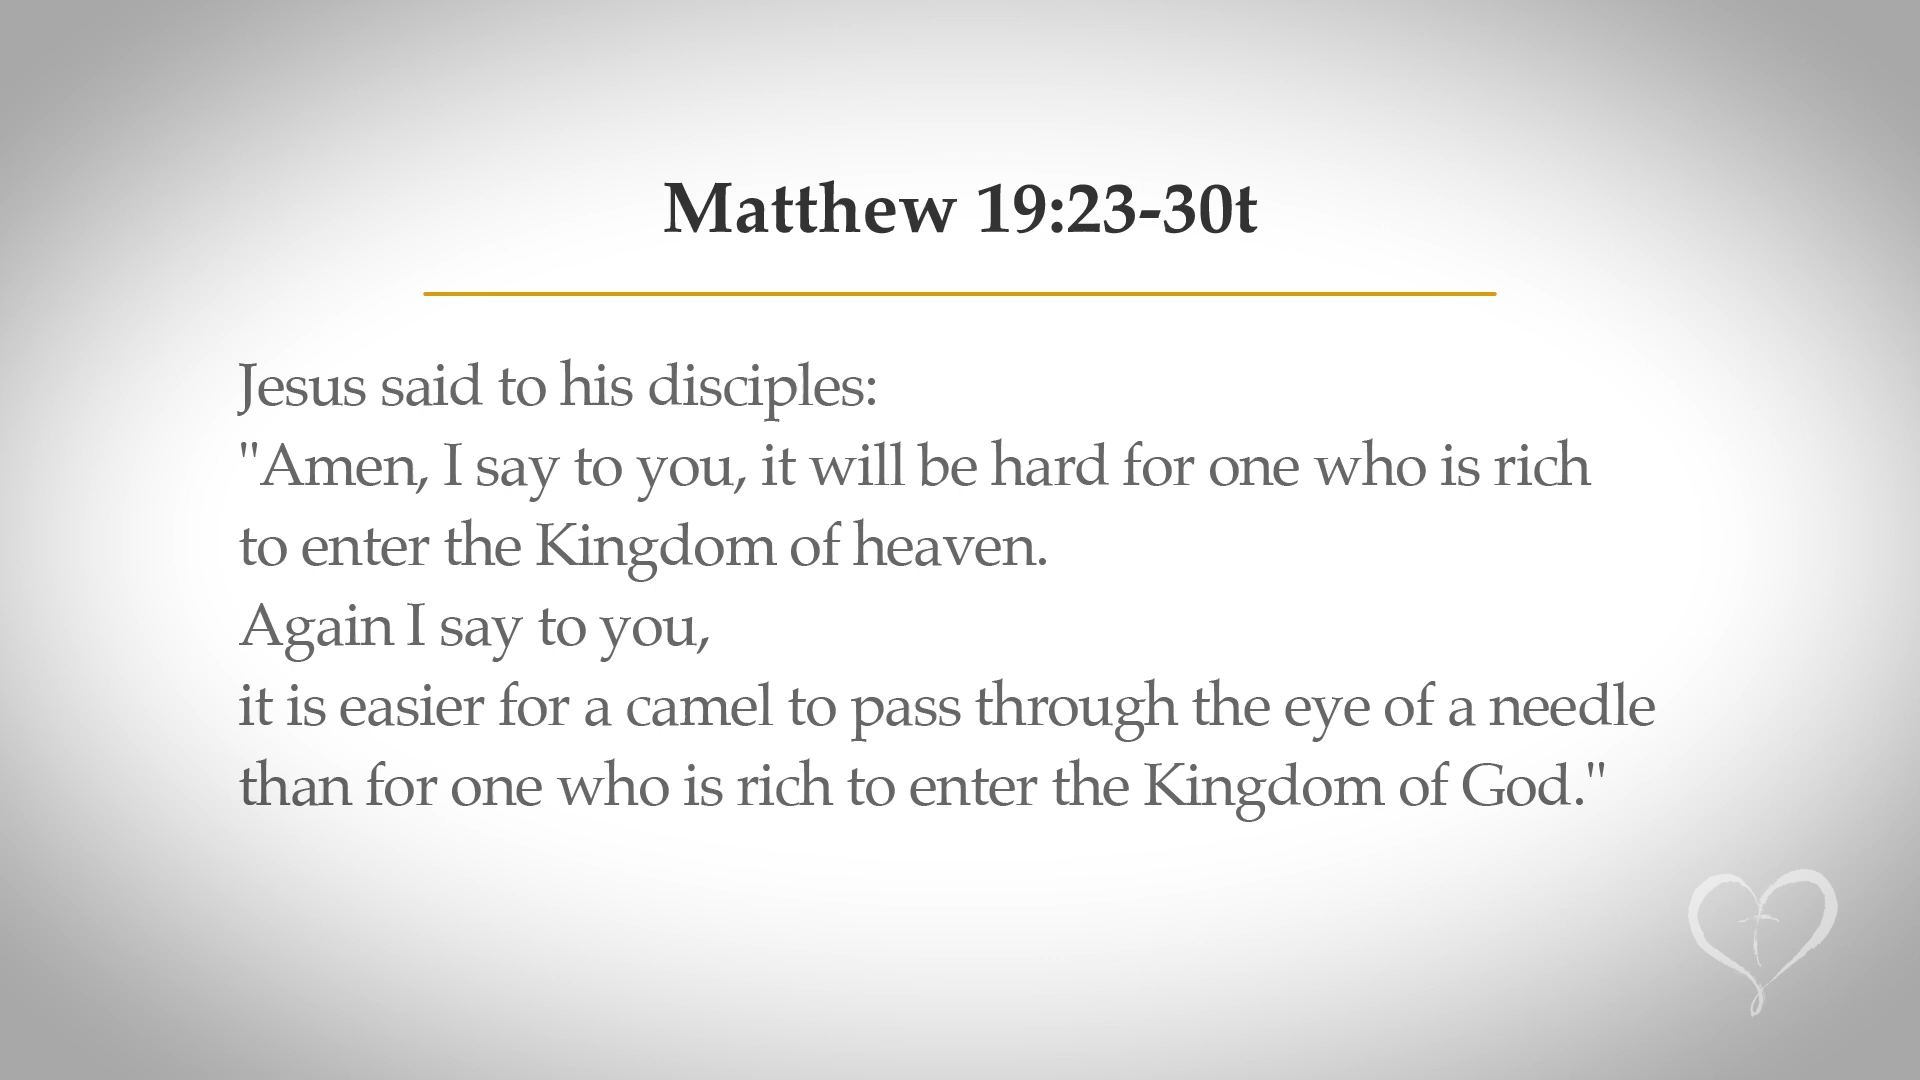 Matthew 19:23-30t
Jesus said to his disciples:
"Amen, I say to you, it will be hard for one who is rich
to enter the Kingdom of heaven.
Again I say to you,
it is easier for a camel to pass through the eye of a needle
than for one who is rich to enter the Kingdom of God."